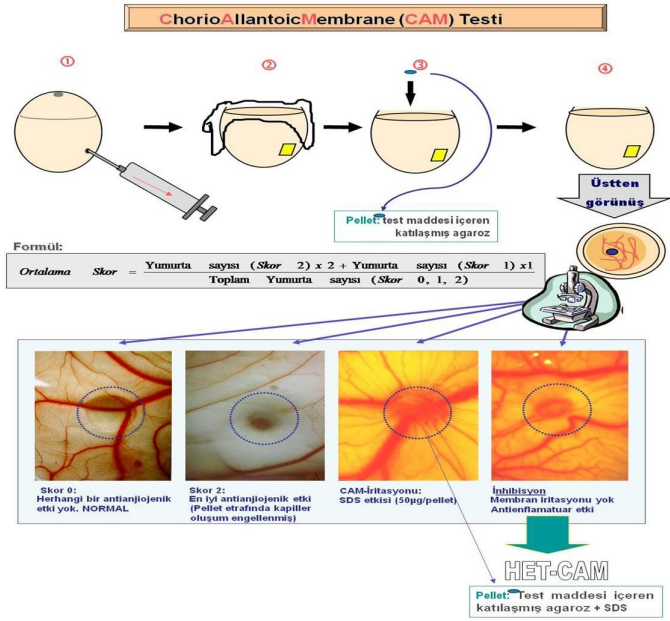 ChorioAllantoicMembrane (CAM) Testi
① ② ③ ④
Pellet: test maddesi içeren
katılaşmış agaroz
Üstten
görünüş
Formül:
Ortalama Skor = Yumurta sayısı (Skor 2) x 2 + Yumurta sayısı (Skor 1) x1
Toplam Yumurta sayısı (Skor 0, 1, 2)
Skor 0:
Herhangi bir antianjiojenik
etki yok. NORMAL
Skor 2:
En iyi antianjiojenik etki
(Pellet etrafında kapiller
oluşum engellenmiş)
CAM-İritasyonu:
SDS etkisi (50µg/pellet)
İnhibisyon
Membran iritasyonu yok
Antienflamatuar etki
HET-CAM
Pellet: Test maddesi içeren
katılaşmış agaroz + SDS